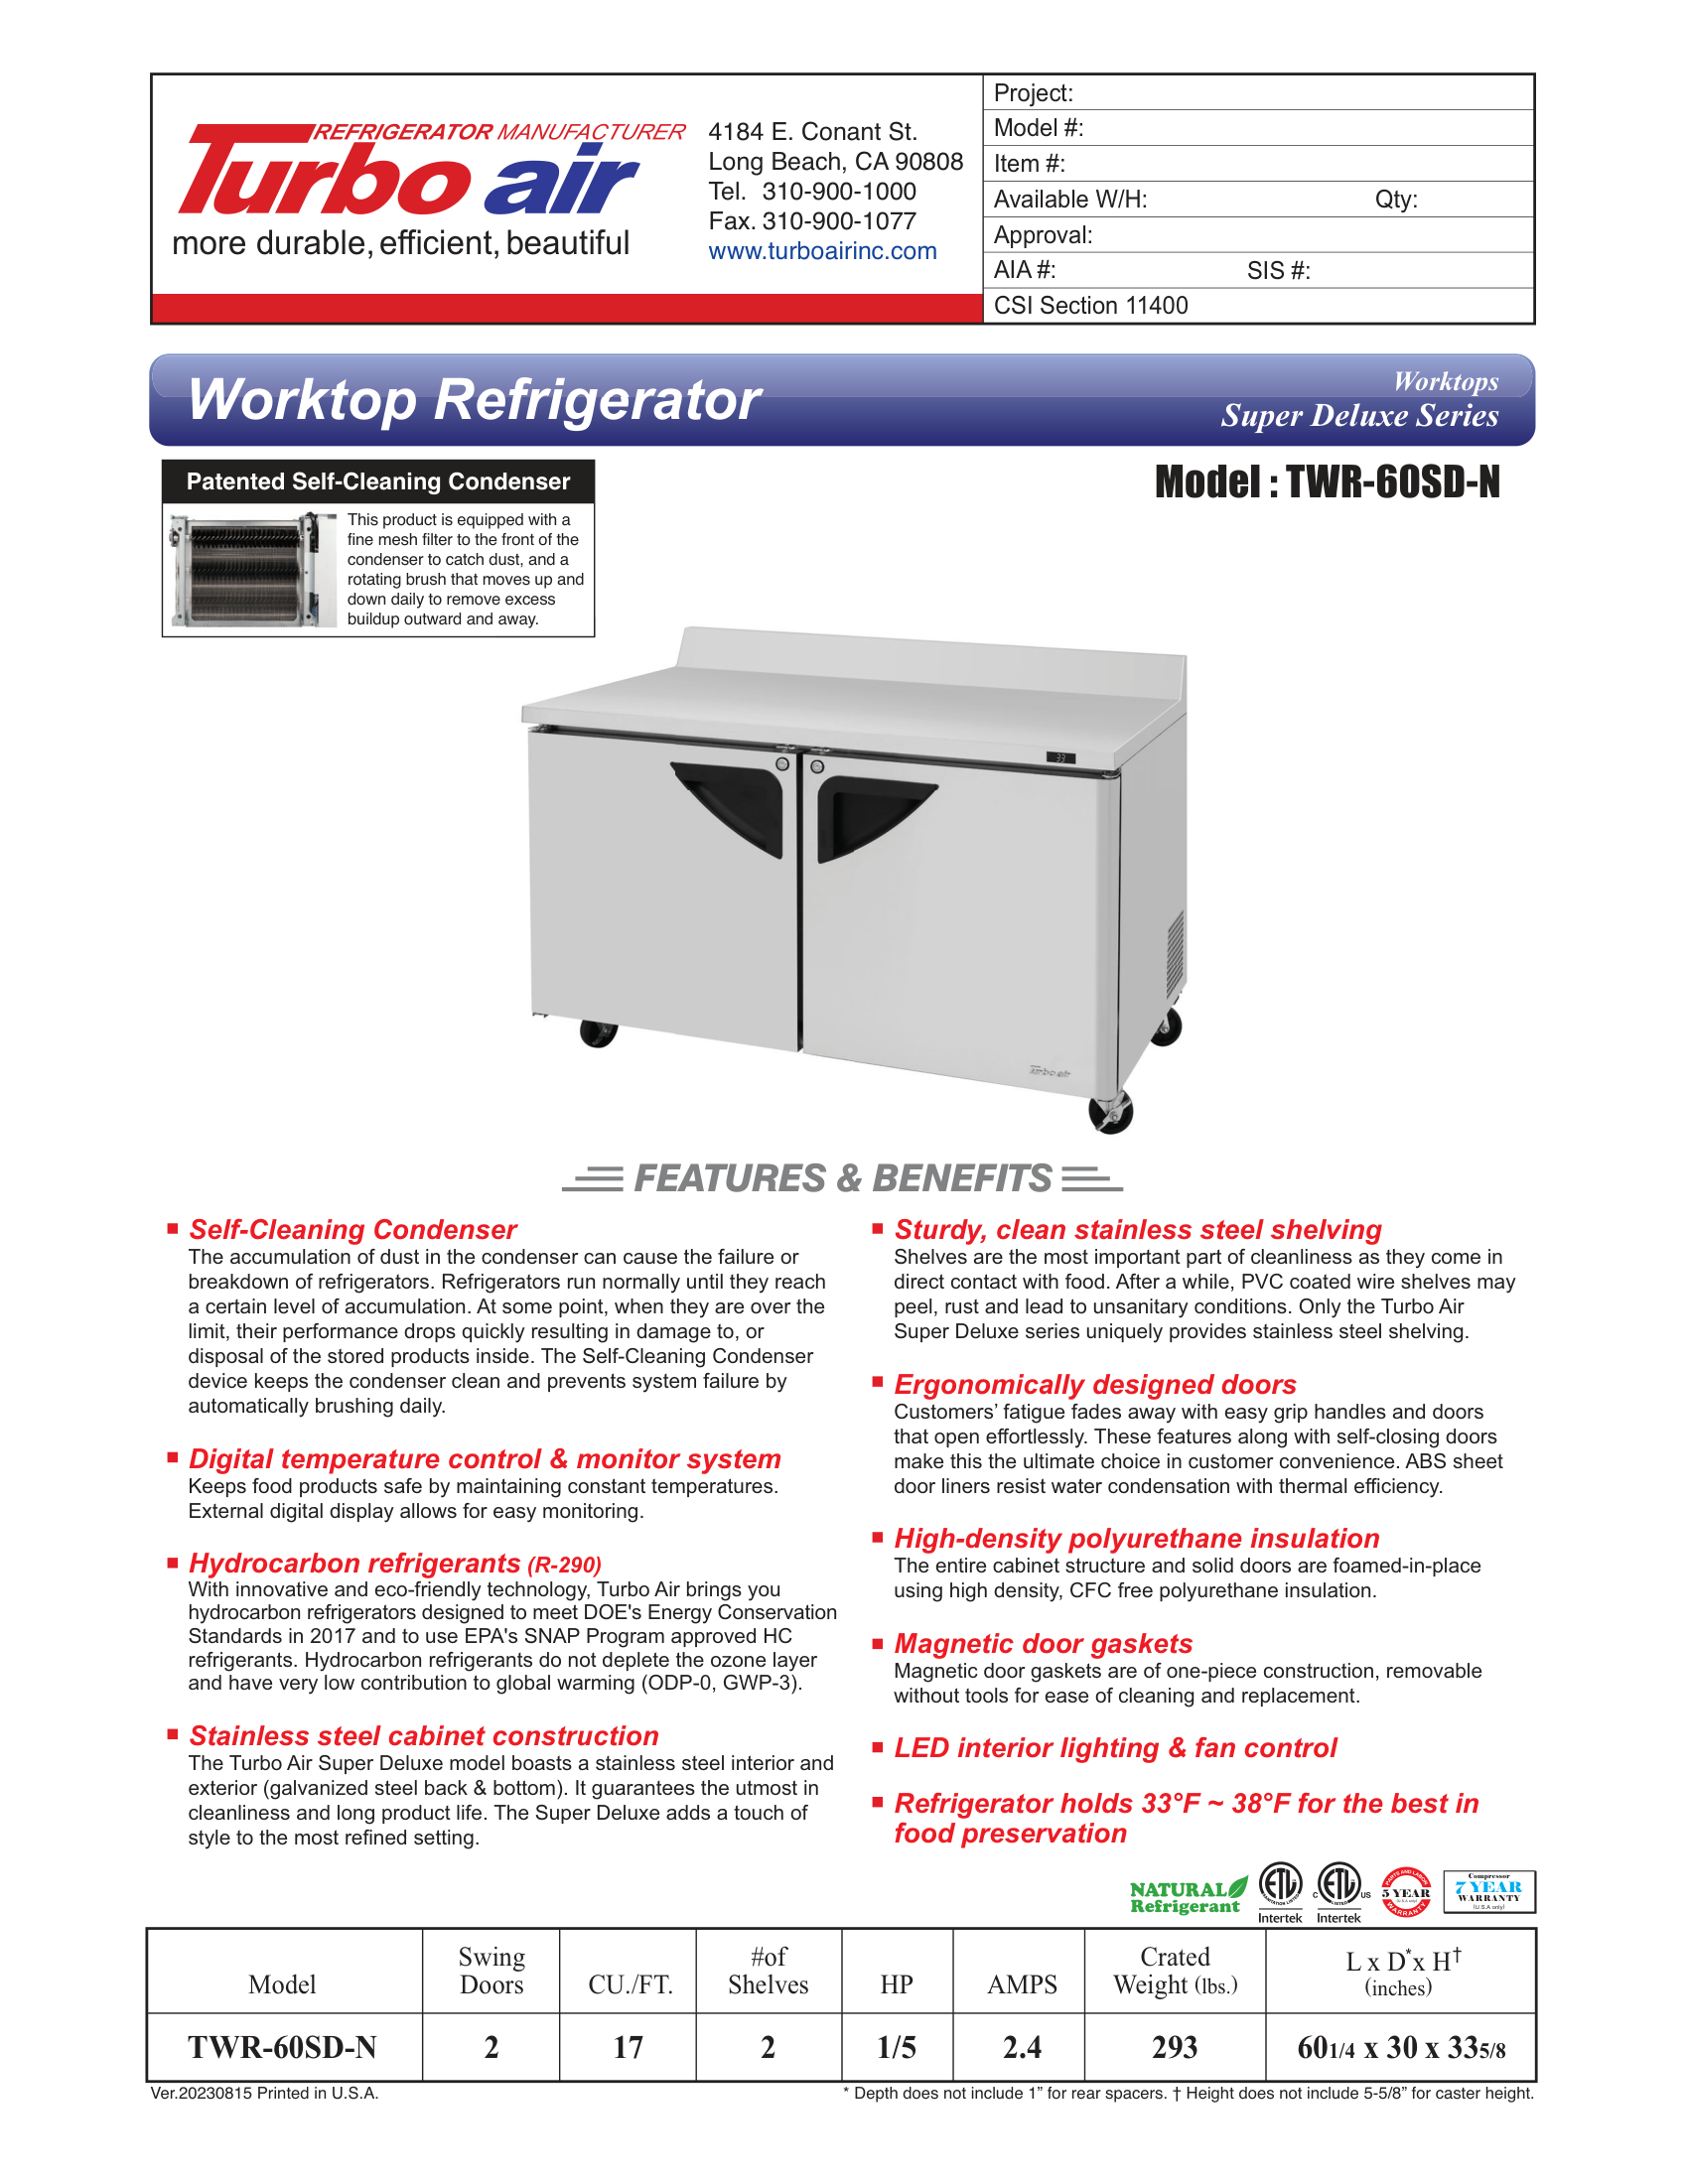 REFRIGERATOR MANUFACTURER
Turbo air
more durable, efficient, beautiful
4184 E. Conant St.
Long Beach, CA 90808
Tel. 310-900-1000
Fax. 310-900-1077
www.turboairinc.com
Project:
Model #:
Item #:
Available W/H: Qty:
Approval:
AIA #: SIS #:
CSI Section 11400
Worktop Refrigerator
Worktops
Super Deluxe Series
Patented Self-Cleaning Condenser
This product is equipped with a
fine mesh filter to the front of the
condenser to catch dust, and a
rotating brush that moves up and
down daily to remove excess
buildup outward and away.
Model : TWR-60SD-N
33
Turbo air
FEATURES & BENEFITS
Self-Cleaning Condenser
The accumulation of dust in the condenser can cause the failure or
breakdown of refrigerators. Refrigerators run normally until they reach
a certain level of accumulation. At some point, when they are over the
limit, their performance drops quickly resulting in damage to, or
disposal of the stored products inside. The Self-Cleaning Condenser
device keeps the condenser clean and prevents system failure by
automatically brushing daily.
Digital temperature control & monitor system
Keeps food products safe by maintaining constant temperatures.
External digital display allows for easy monitoring.
Hydrocarbon refrigerants (R-290)
With innovative and eco-friendly technology, Turbo Air brings you
hydrocarbon refrigerators designed to meet DOE's Energy Conservation
Standards in 2017 and to use EPA's SNAP Program approved HC
refrigerants. Hydrocarbon refrigerants do not deplete the ozone layer
and have very low contribution to global warming (ODP-0, GWP-3).
Stainless steel cabinet construction
The Turbo Air Super Deluxe model boasts a stainless steel interior and
exterior (galvanized steel back & bottom). It guarantees the utmost in
cleanliness and long product life. The Super Deluxe adds a touch of
style to the most refined setting.
Sturdy, clean stainless steel shelving
Shelves are the most important part of cleanliness as they come in
direct contact with food. After a while, PVC coated wire shelves may
peel, rust and lead to unsanitary conditions. Only the Turbo Air
Super Deluxe series uniquely provides stainless steel shelving.
Ergonomically designed doors
Customers’ fatigue fades away with easy grip handles and doors
that open effortlessly. These features along with self-closing doors
make this the ultimate choice in customer convenience. ABS sheet
door liners resist water condensation with thermal efficiency.
High-density polyurethane insulation
The entire cabinet structure and solid doors are foamed-in-place
using high density, CFC free polyurethane insulation.
Magnetic door gaskets
Magnetic door gaskets are of one-piece construction, removable
without tools for ease of cleaning and replacement.
LED interior lighting & fan control
Refrigerator holds 33°F ~ 38°F for the best in
food preservation
NATURAL
Refrigerant
ETL
SANITATION LISTED
Intertek
C ETL US
LISTED
Intertek
PARTS AND LABOR
5 YEAR
(U.S.A only)
WARRANTY
Compressor
7 YEAR
WARRANTY
(U.S.A only)
Model Swing Doors CU./FT. #of Shelves HP AMPS Crated Weight (lbs.) L x D* x H† (inches)
TWR-60SD-N 2 17 2 1/5 2.4 293 601/4 x 30 x 335/8
Ver.20230815 Printed in U.S.A.
* Depth does not include 1” for rear spacers. † Height does not include 5-5/8” for caster height.